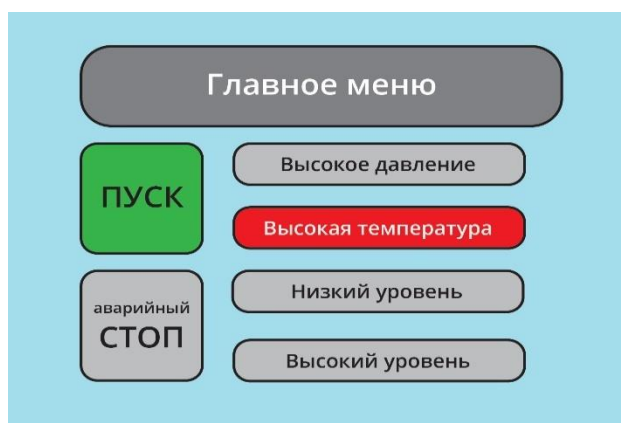 Главное меню
ПУСК
Высокое давление
Высокая температура
аварийный
СТОП
Низкий уровень
Высокий уровень